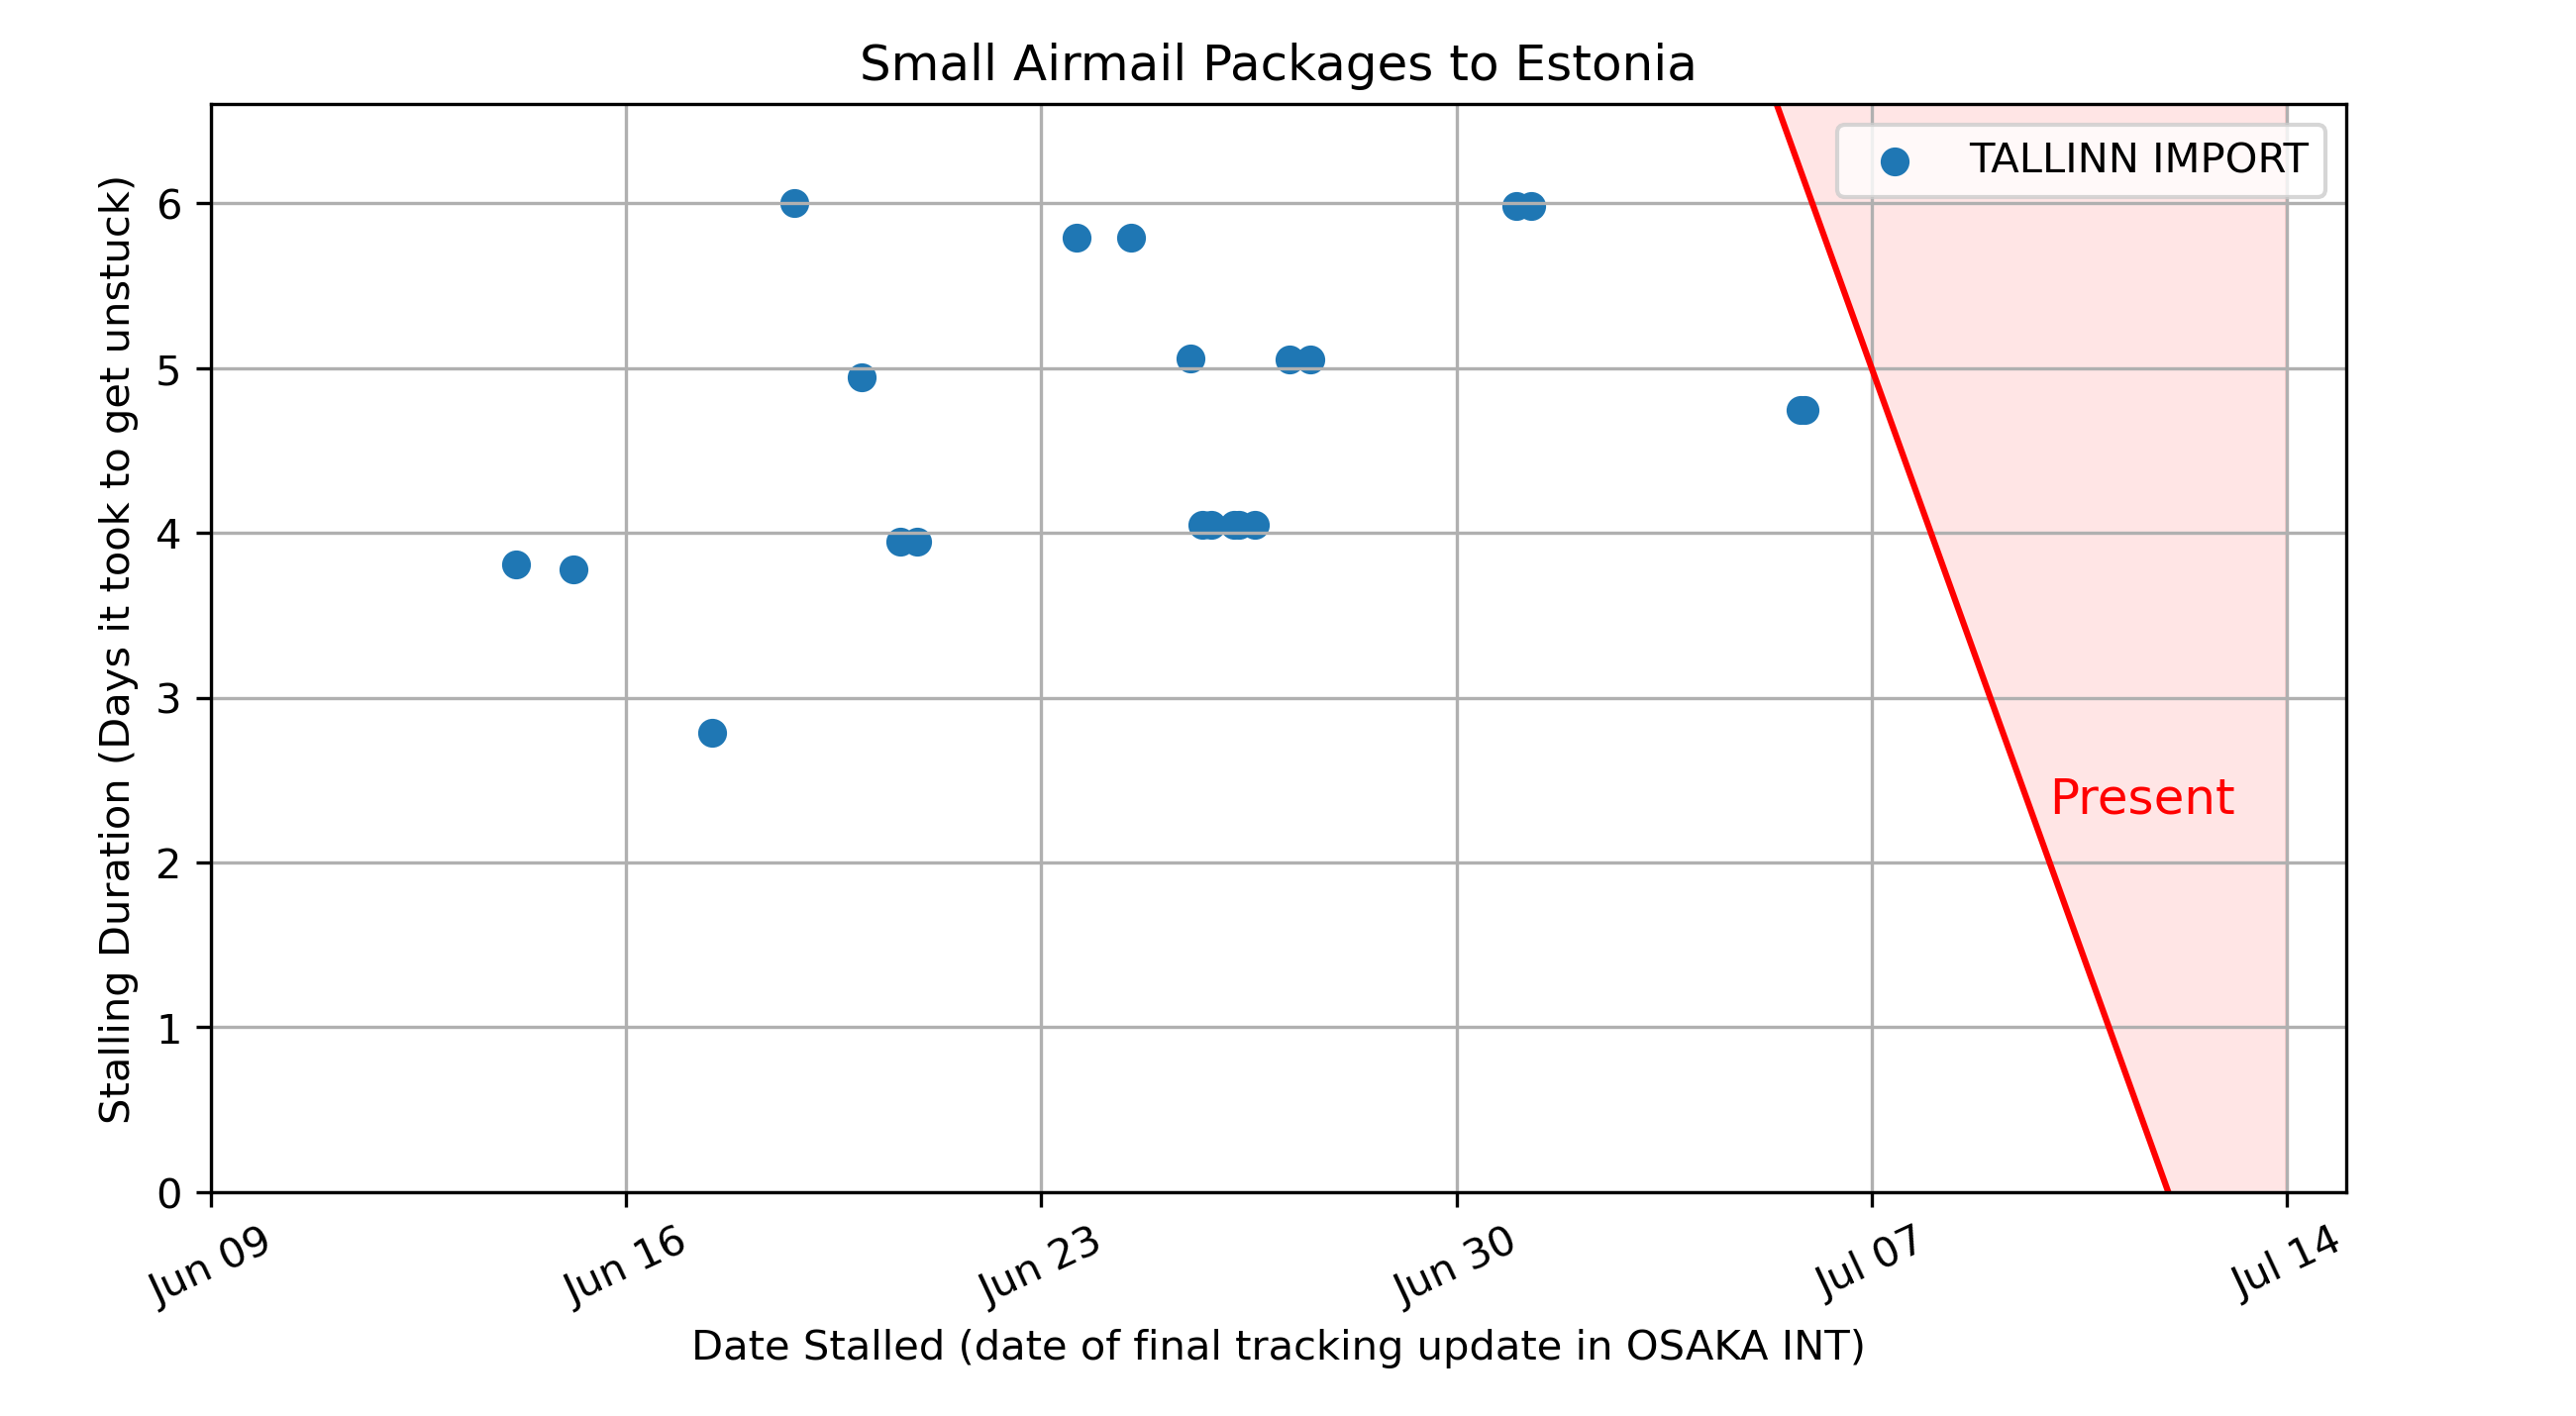 Small Airmail Packages to Estonia
TALLINN IMPORT
Stalling Duration (Days it took to get unstuck)
6
5
4
3
2
1
0
Present
Jun 09
Jun 16
Jun 23
Jun 30
Jul 07
Jul 14
Date Stalled (date of final tracking update in OSAKA INT)